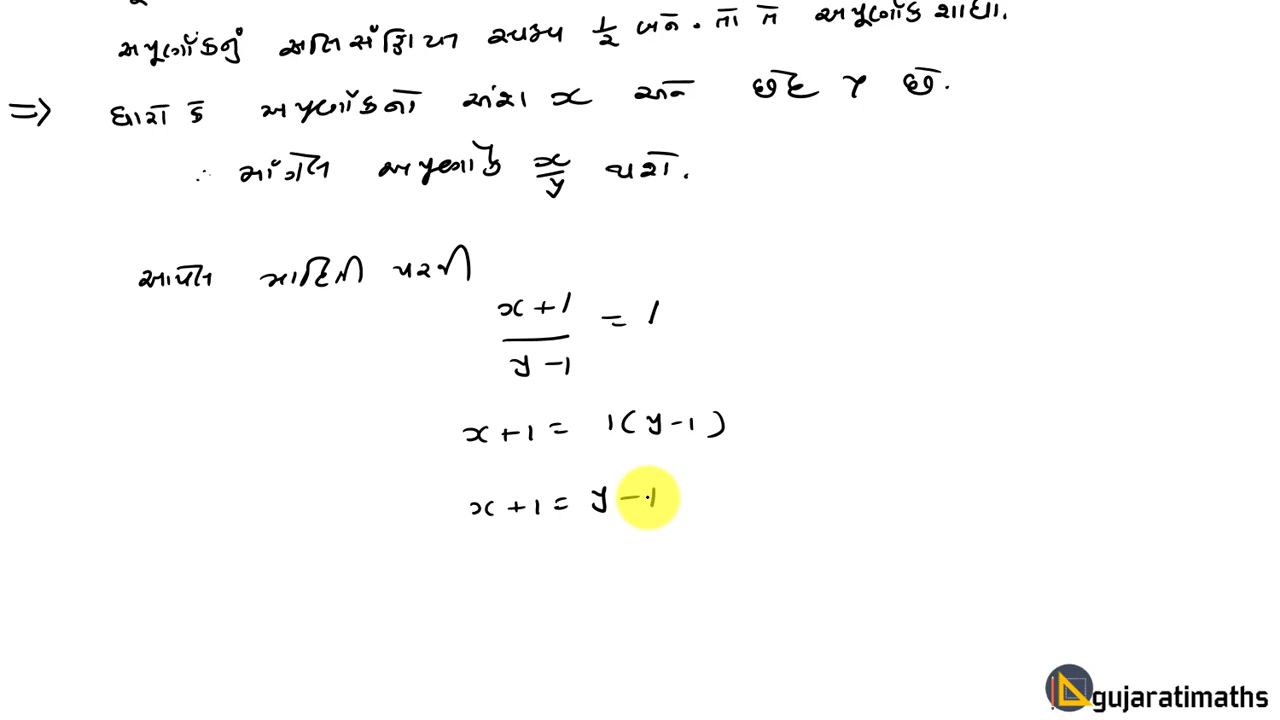 અપૂર્ણાંકનું અતિ સંક્ષિપ્ત સ્વરૂપ 1/2 બને. તો તે અપૂર્ણાંક શોધો.
=> ધારો કે અપૂર્ણાંકનો અંશ x અને છેદ y છે.
∴ માંગેલ અપૂર્ણાંક x/y થશે.
આપેલ માહિતી પરથી
x+1
——— = 1
y-1
x+1 = 1(y-1)
x+1 = y-1
gujaratimaths